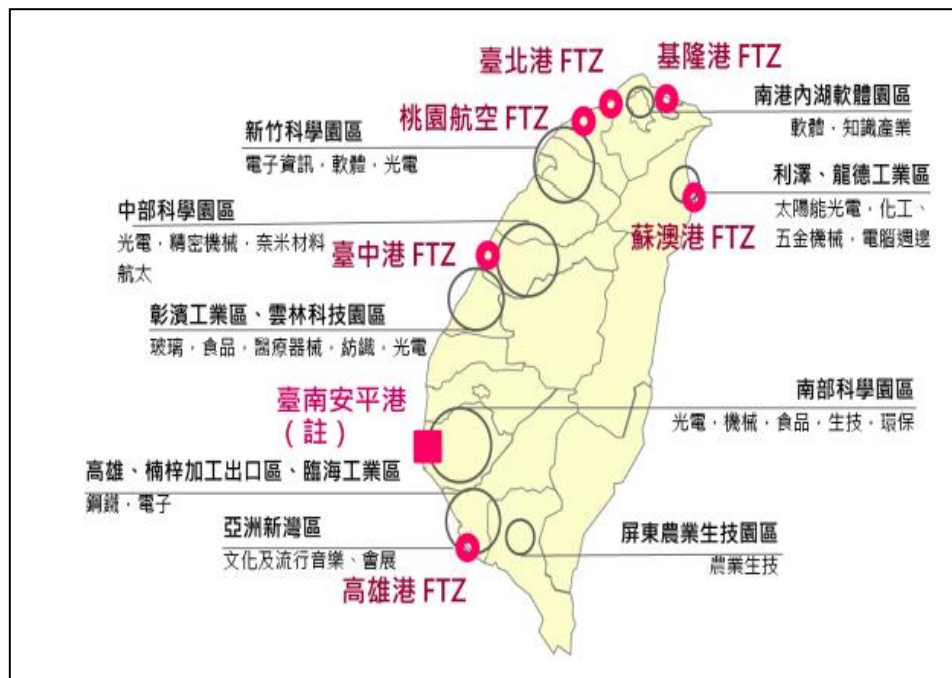 臺北港 FTZ
基隆港 FTZ
桃園航空 FTZ
南港內湖軟體園區
軟體，知識產業
新竹科學園區
電子資訊，軟體，光電
利澤、龍德工業區
太陽能光電，化工、
五金機械，電腦週邊
蘇澳港 FTZ
中部科學園區
光電，精密機械，奈米材料
航太
臺中港 FTZ
彰濱工業區、雲林科技園區
玻璃，食品，醫療器械，紡織，光電
南部科學園區
光電，機械，食品，生技，環保
臺南安平港
（註）
高雄、楠梓加工出口區、臨海工業區
鋼鐵，電子
亞洲新灣區
文化及流行音樂、會展
屏東農業生技園區
農業生技
高雄港 FTZ